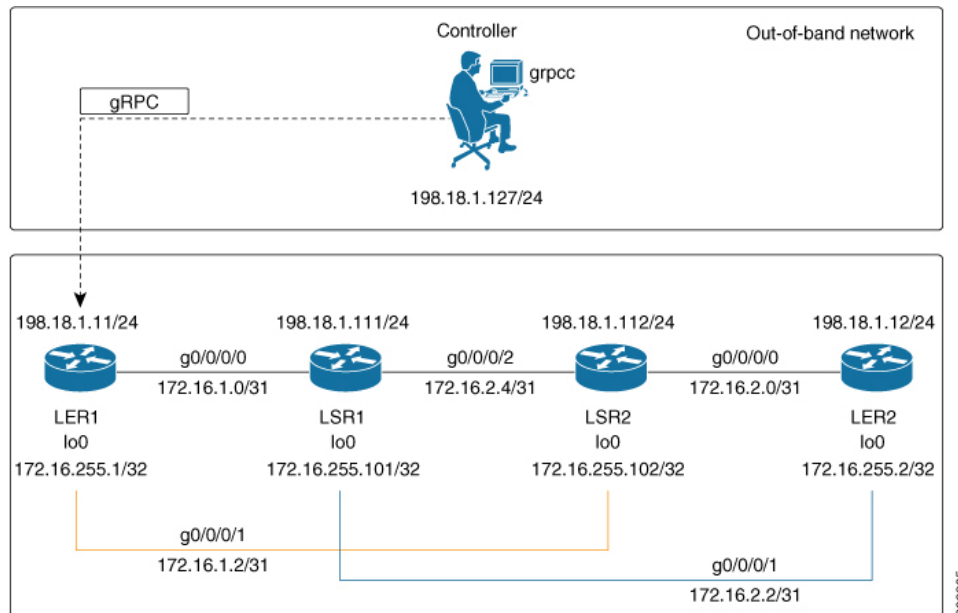 Controller
Out-of-band network
grpcc
gRPC
198.18.1.127/24
198.18.1.11/24
198.18.1.111/24
198.18.1.112/24
198.18.1.12/24
g0/0/0/0
g0/0/0/2
g0/0/0/0
172.16.1.0/31
172.16.2.4/31
172.16.2.0/31
LER1
LSR1
LSR2
LER2
lo0
lo0
lo0
lo0
172.16.255.1/32
172.16.255.101/32
172.16.255.102/32
172.16.255.2/32
g0/0/0/1
172.16.1.2/31
g0/0/0/1
172.16.2.2/31